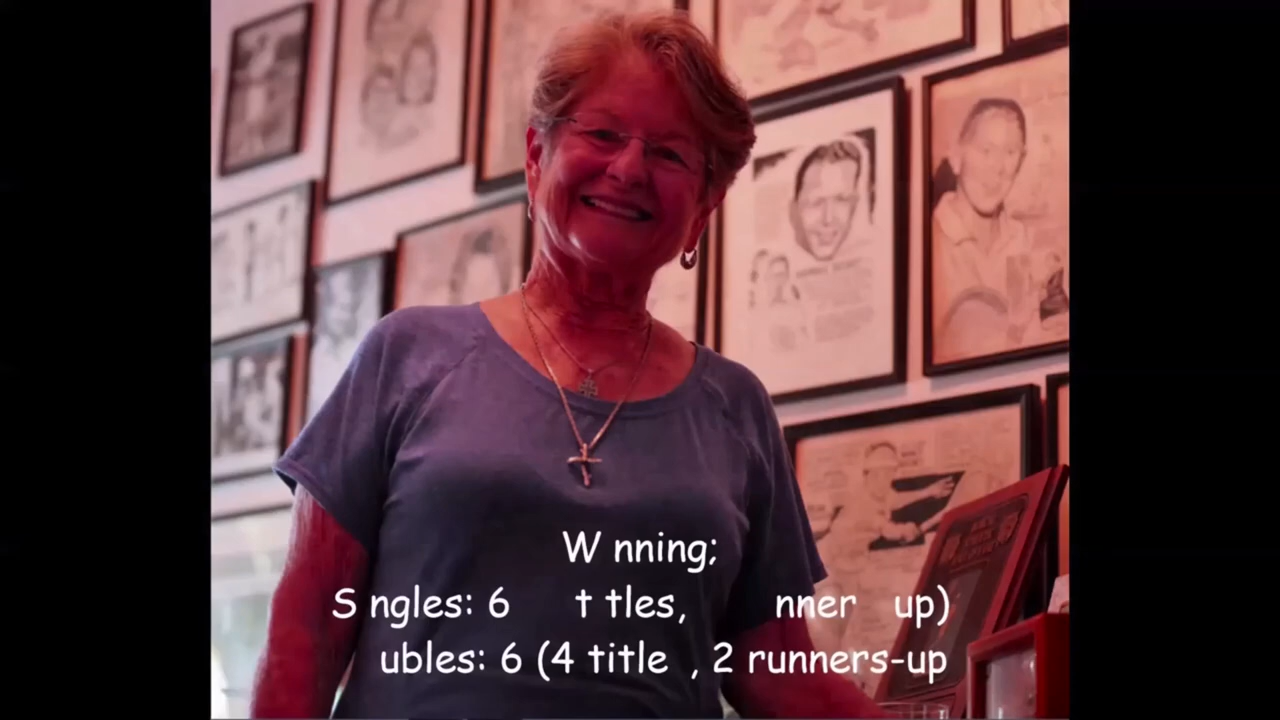 W nning;
S ngles: 6 t tles, nner up)
ubles: 6 (4 title , 2 runners-up